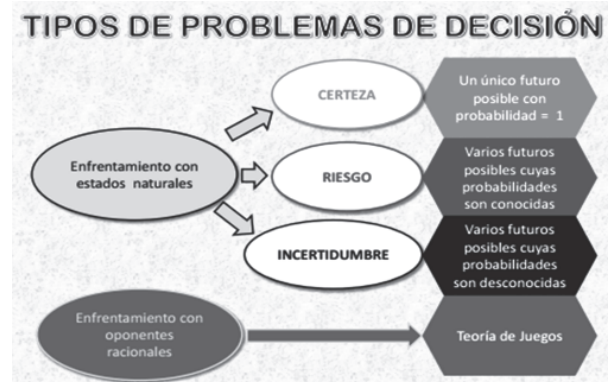 TIPOS DE PROBLEMAS DE DECISIÓN
CERTEZA
Un único futuro
posible con
probabilidad = 1
Enfrentamiento con
estados naturales
RIESGO
Varios futuros
posibles cuyas
probabilidades
son conocidas
INCERTIDUMBRE
Varios futuros
posibles cuyas
probabilidades
son desconocidas
Enfrentamiento con
oponentes
racionales
Teoría de Juegos